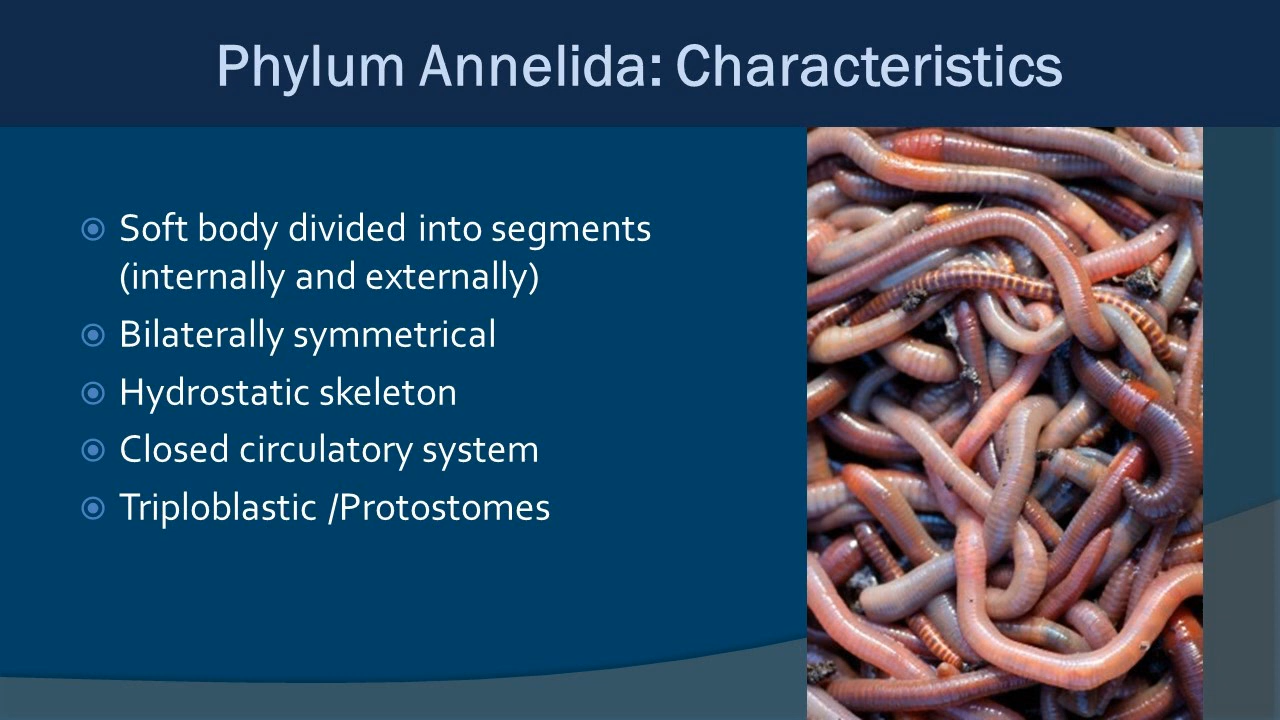 Phylum Annelida: Characteristics
Soft body divided into segments
(internally and externally)
Bilaterally symmetrical
Hydrostatic skeleton
Closed circulatory system
Triploblastic /Protostomes